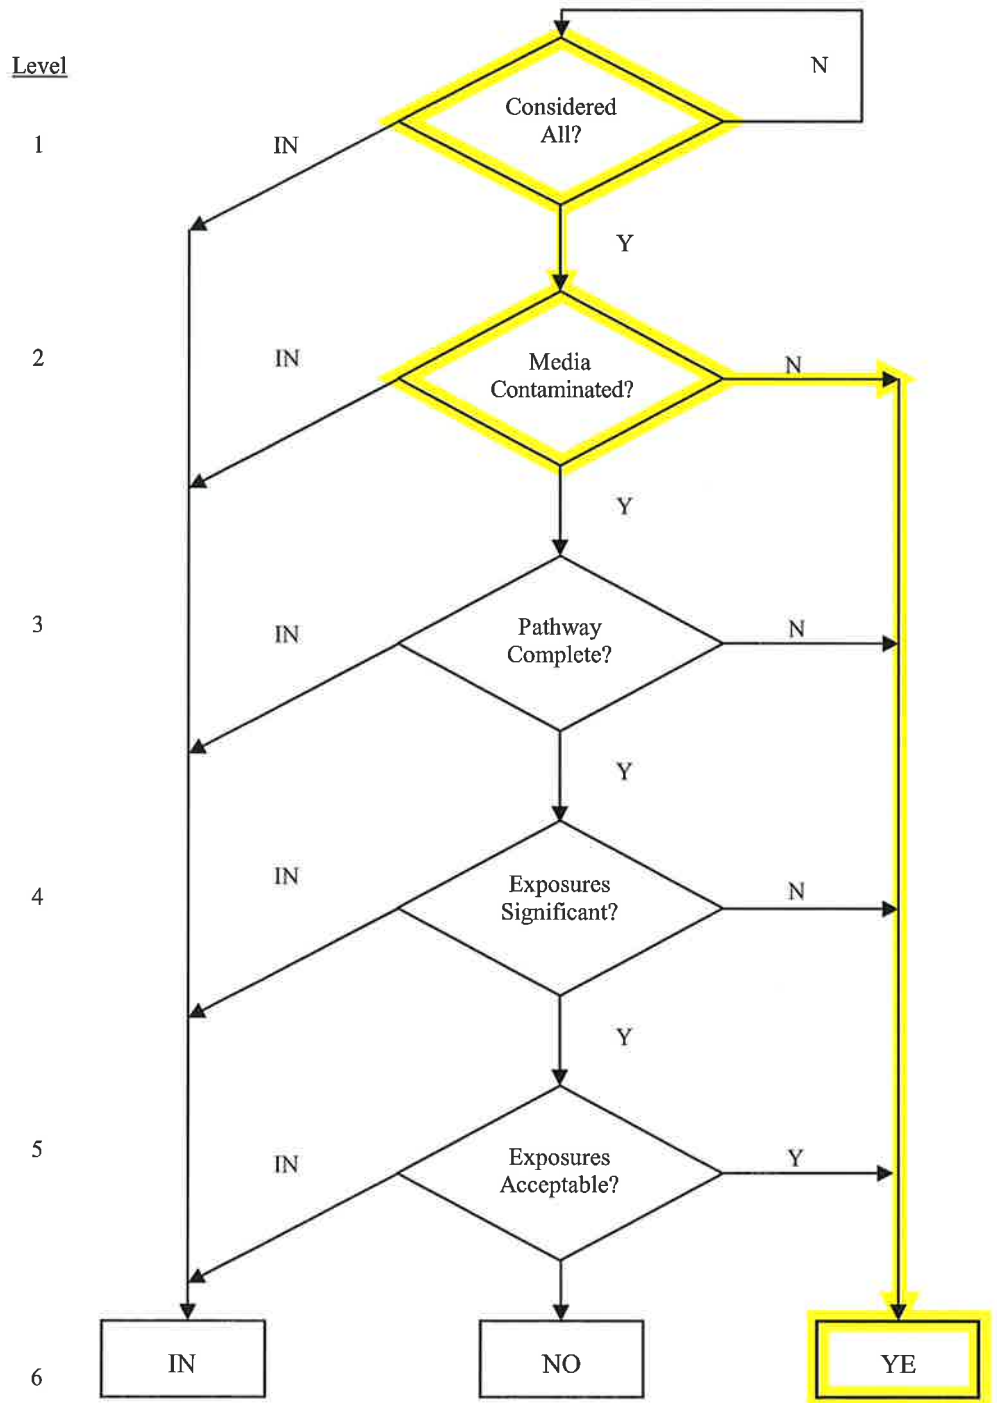 Level
N
Considered
All?
1
IN
Y
2
IN
Media
Contaminated?
N
Y
3
IN
Pathway
Complete?
N
Y
4
IN
Exposures
Significant?
N
Y
5
IN
Exposures
Acceptable?
Y
6
IN
NO
YE